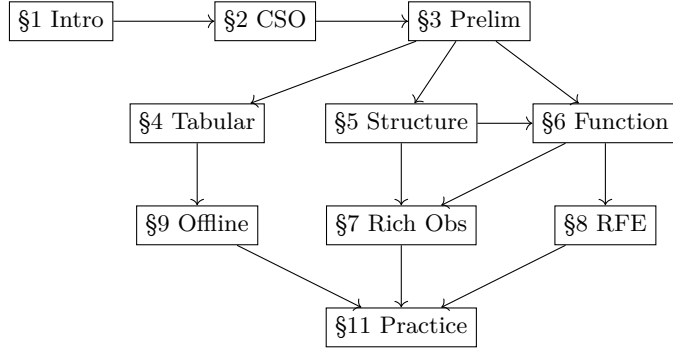 §1 Intro
§2 CSO
§3 Prelim
§4 Tabular
§5 Structure
§6 Function
§9 Offline
§7 Rich Obs
§8 RFE
§11 Practice